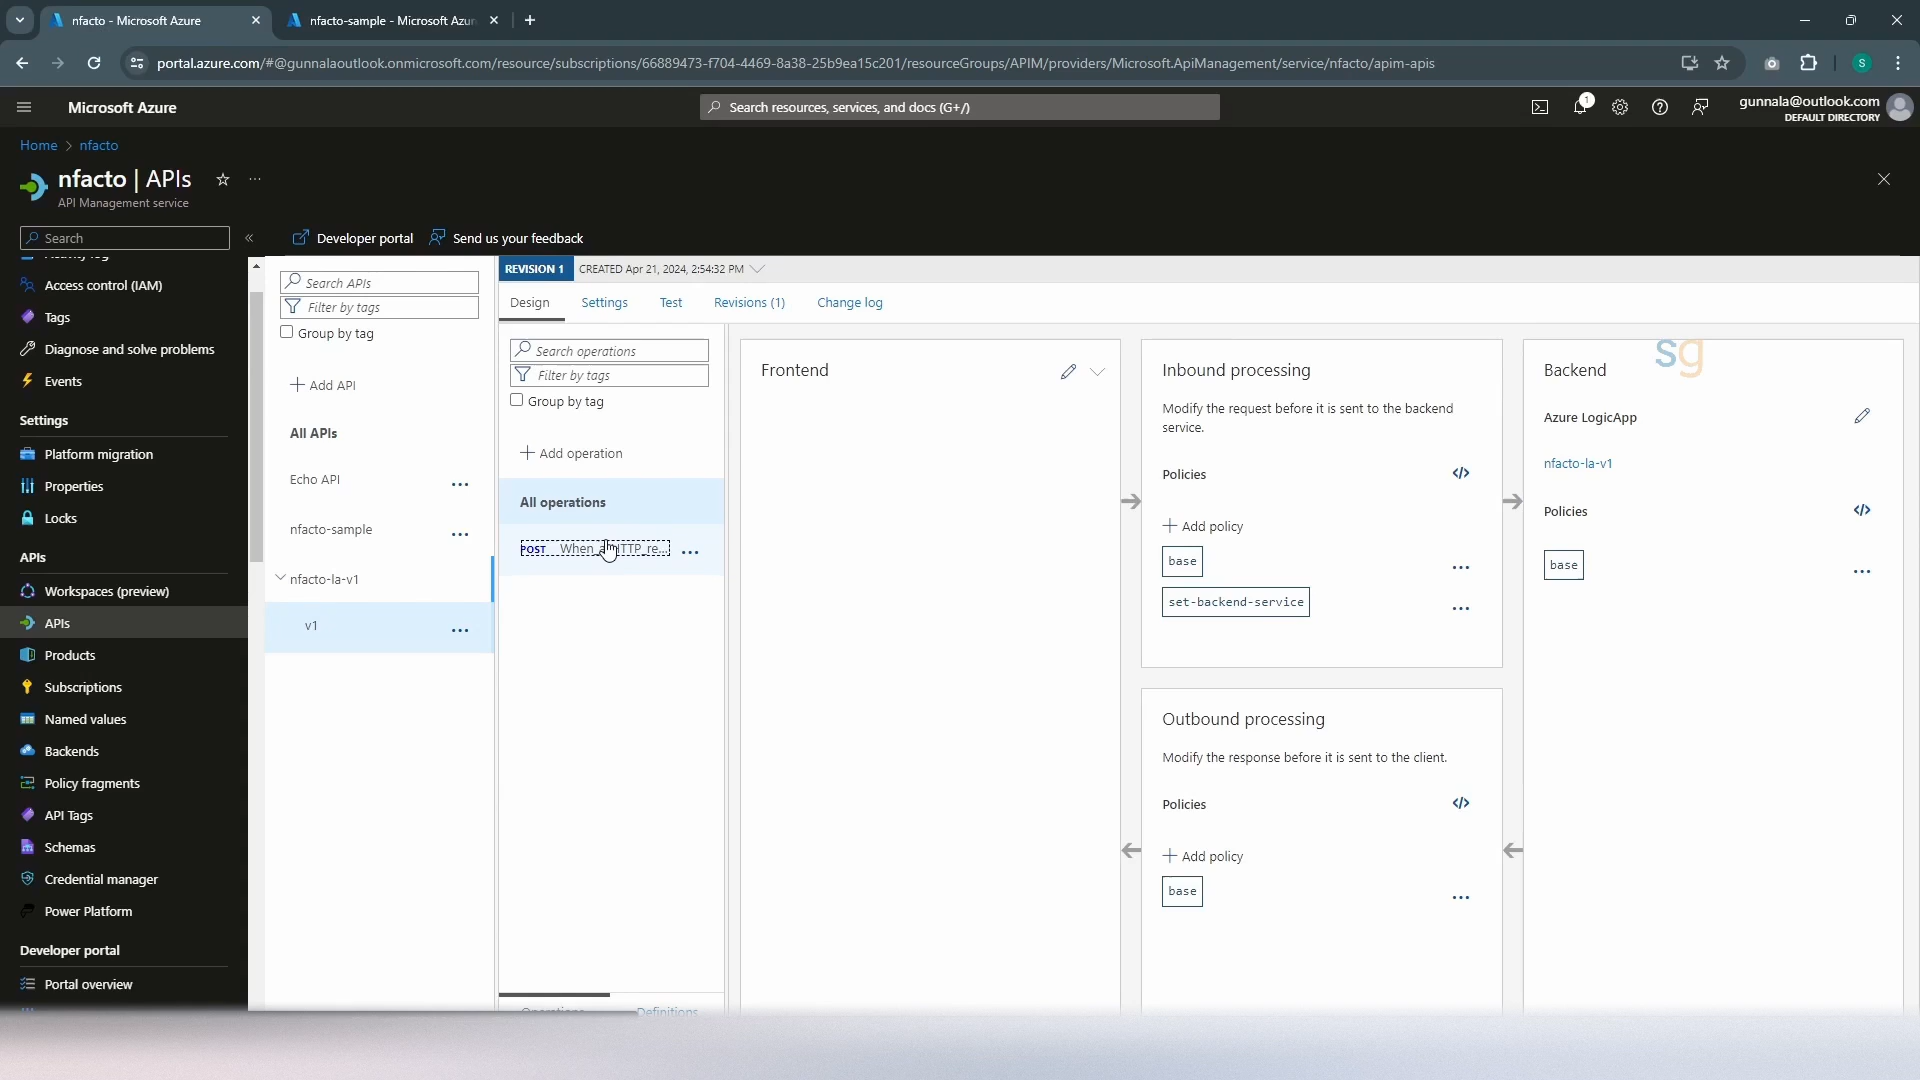 nfacto - Microsoft Azure
nfacto-sample - Microsoft Azu
portal.azure.com/#@gunnalaoutlook.onmicrosoft.com/resource/subscriptions/66889473-f704-4469-8a38-25b9ea15c201/resourceGroups/APIM/providers/Microsoft.ApiManagement/service/nfacto/apim-apis
S
Microsoft Azure
Search resources, services, and docs (G+/)
1
gunnala@outlook.com
DEFAULT DIRECTORY
Home > nfacto
nfacto | APIs
API Management service
Search
Developer portal
Send us your feedback
Activity log
Access control (IAM)
Tags
Diagnose and solve problems
Events
Settings
Platform migration
Properties
Locks
APIs
Workspaces (preview)
APIs
Products
Subscriptions
Named values
Backends
Policy fragments
API Tags
Schemas
Credential manager
Power Platform
Developer portal
Portal overview
Search APIs
Filter by tags
Group by tag
Add API
All APIs
Echo API
nfacto-sample
nfacto-la-v1
v1
REVISION 1
CREATED Apr 21, 2024, 2:54:32 PM
Design
Settings
Test
Revisions (1)
Change log
Search operations
Filter by tags
Group by tag
Add operation
All operations
POST When_a_HTTP_re...
Operations
Definitions
Frontend
Inbound processing
Modify the request before it is sent to the backend
service.
Policies
</>
Add policy
base
set-backend-service
Outbound processing
Modify the response before it is sent to the client.
Policies
</>
Add policy
base
Backend
sg
Azure LogicApp
nfacto-la-v1
Policies
</>
base